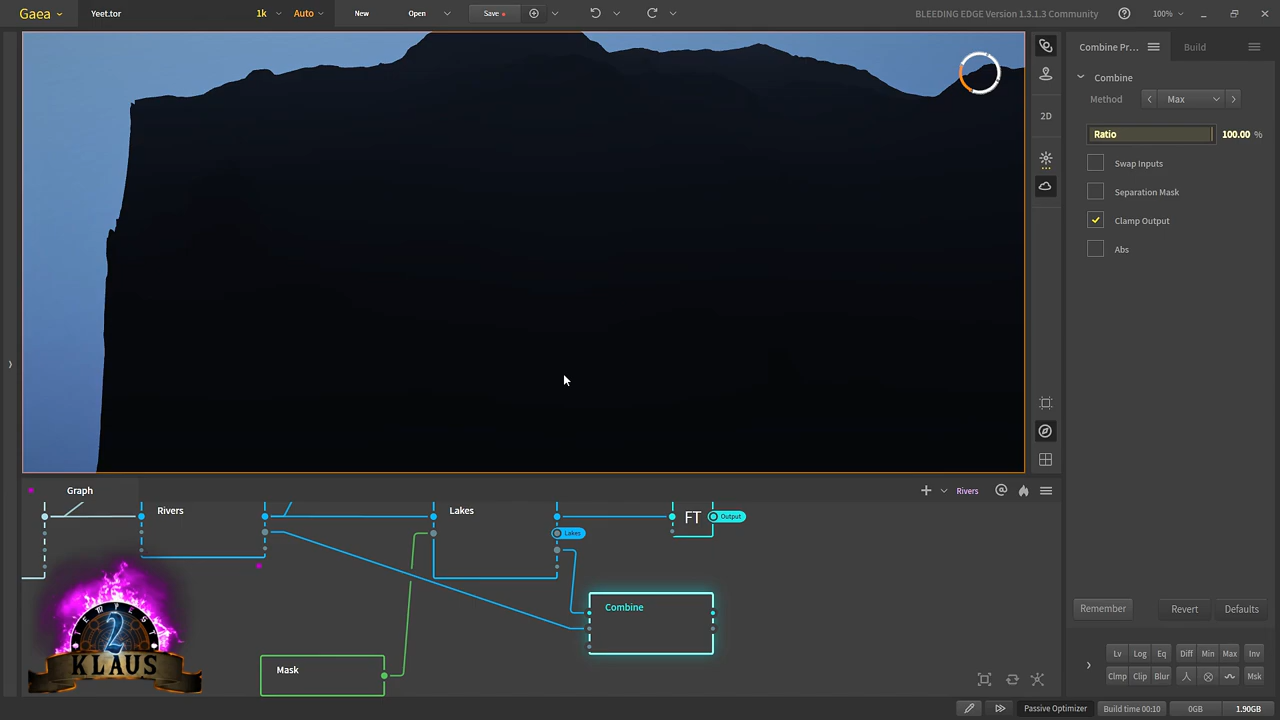 Gaea
Yeet.tor
1k
Auto
New
Open
Save
BLEEDING EDGE Version 1.3.1.3 Community
100%
Combine Pr...
Build
Combine
Method
Max
Ratio
100.00 %
Swap Inputs
Separation Mask
Clamp Output
Abs
2D
Graph
Rivers
Rivers
Lakes
FT
Output
Lakes
Combine
Mask
TEMPEST
2
KLAUS
Remember
Revert
Defaults
Lv
Log
Eq
Diff
Min
Max
Inv
Clmp
Clip
Blur
Msk
Passive Optimizer
Build time 00:10
0GB
1.90GB